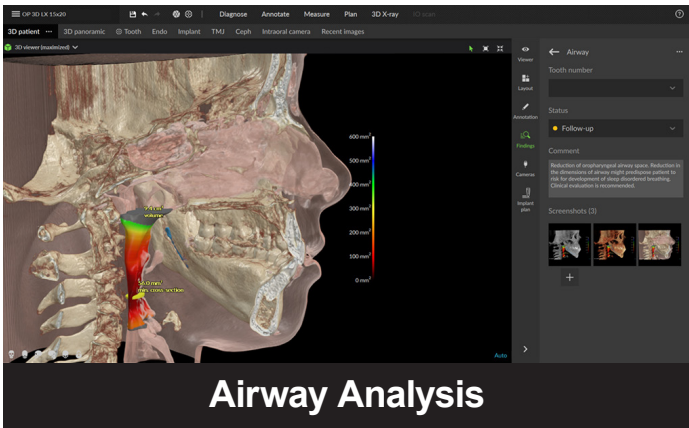 OP 3D LX 15x20
Diagnose Annotate Measure Plan 3D X-ray IO scan
3D patient 3D panoramic Tooth Endo Implant TMJ Ceph Intraoral camera Recent images
3D viewer (maximized)
Viewer
Layout
Annotation
Findings
Cameras
Implant plan
Airway
Tooth number
Status
Follow-up
Comment
Reduction of oropharyngeal airway space. Reduction in
the dimensions of airway might predispose patient to
risk for development of sleep disordered breathing.
Clinical evaluation is recommended.
Screenshots (3)
600 mm²
500 mm²
400 mm²
300 mm²
200 mm²
100 mm²
0 mm²
volume
min. cross section
Auto
Airway Analysis